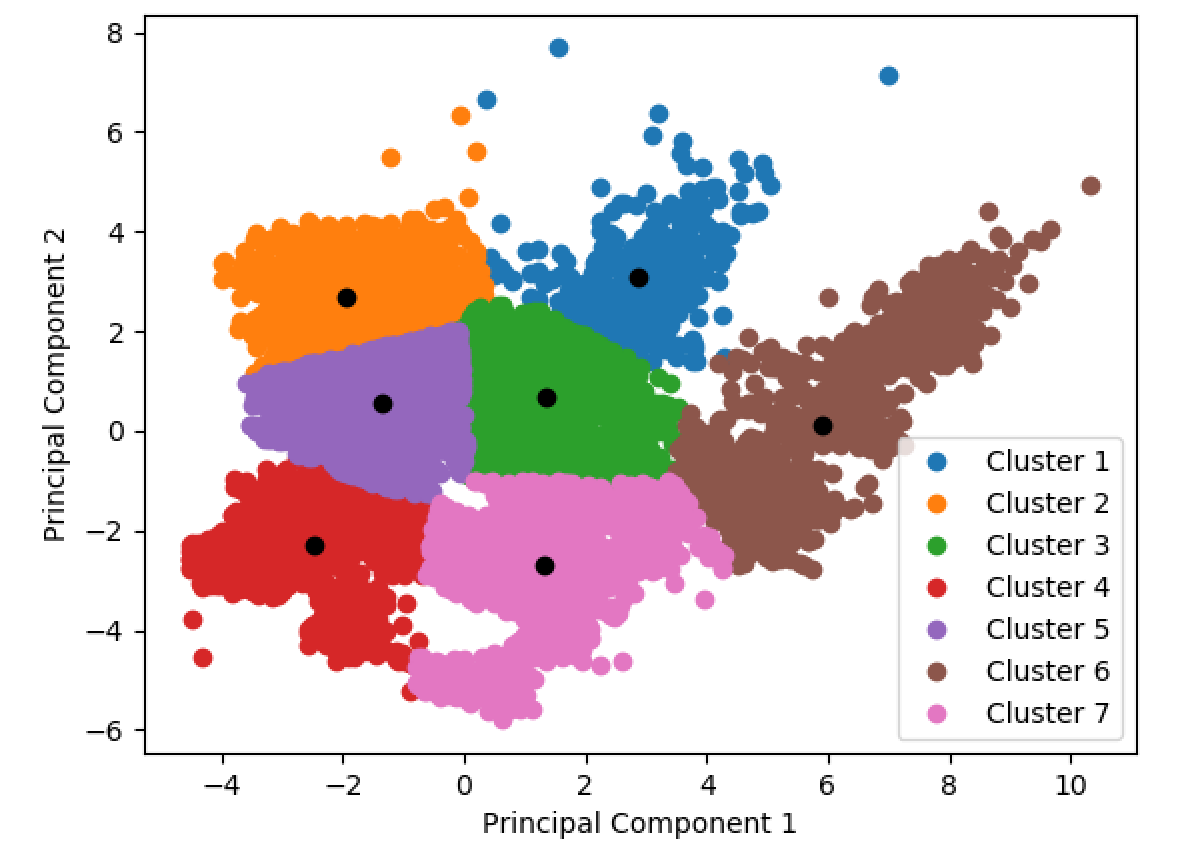 8
6
4
2
0
−2
−4
−6
Principal Component 2
−4 −2 0 2 4 6 8 10
Principal Component 1
Cluster 1
Cluster 2
Cluster 3
Cluster 4
Cluster 5
Cluster 6
Cluster 7